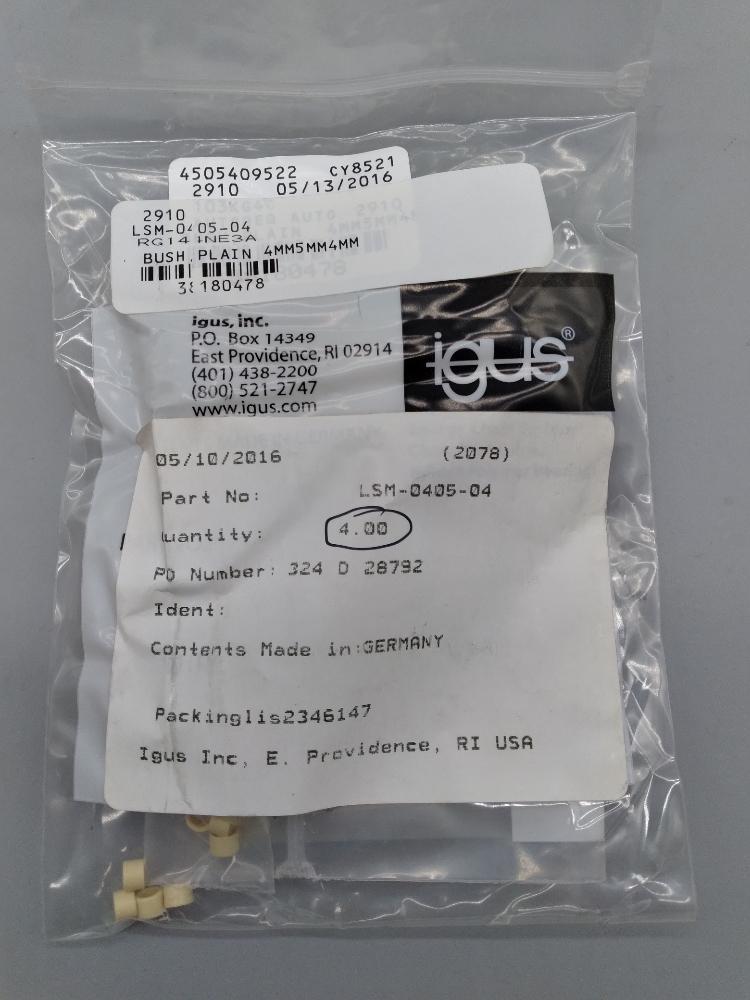 4505409522 CY8521
2910 05/13/2016
2910
LSM-0405-04
BUSH, PLAIN 4MM5MM4MM
180478
igus, inc.
P.O. Box 14349
East Providence, RI 02914
(401) 438-2200
(800) 521-2747
www.igus.com
igus®
05/10/2016 (2078)
Part No: LSM-0405-04
uantity: 4.00
PO Number: 324 D 28792
Ident:
Contents Made in:GERMANY
Packinglis2346147
Igus Inc, E. Providence, RI USA